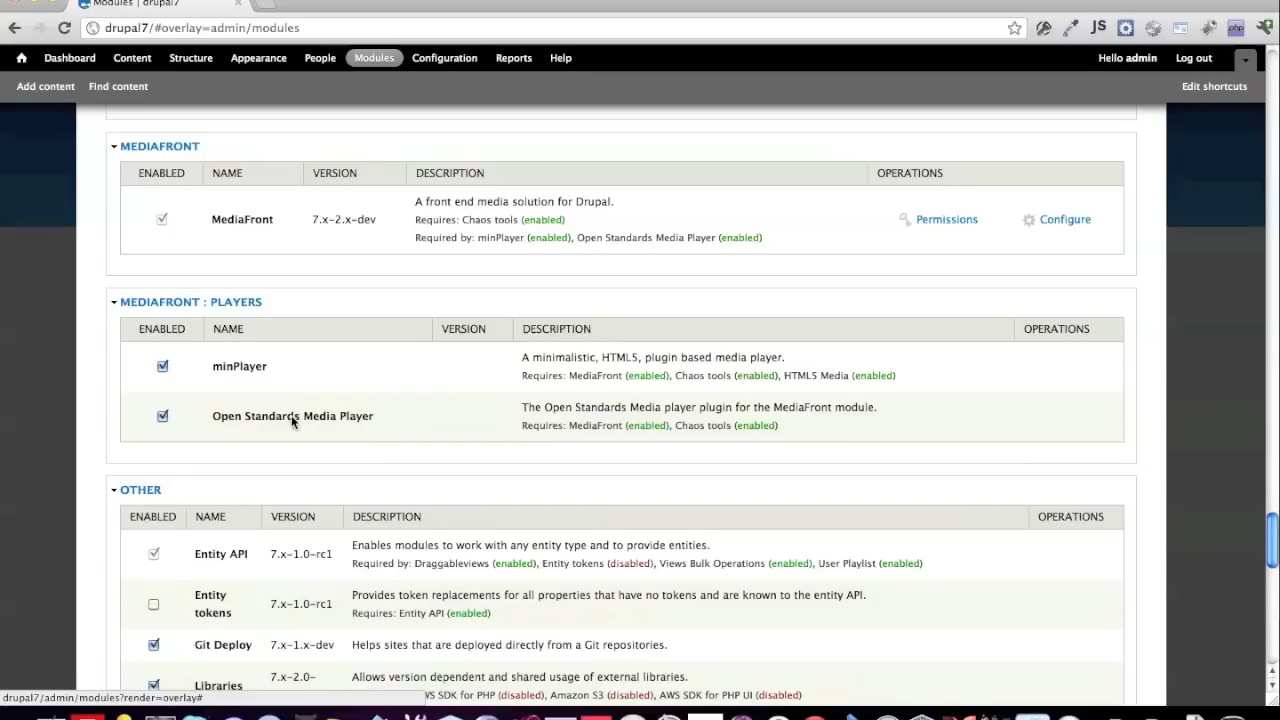 Modules | drupal7
drupal7/#overlay=admin/modules
JS
php
Dashboard Content Structure Appearance People Modules Configuration Reports Help Hello admin Log out
Add content Find content Edit shortcuts
MEDIAFRONT
ENABLED NAME VERSION DESCRIPTION OPERATIONS
A front end media solution for Drupal.
MediaFront 7.x-2.x-dev Requires: Chaos tools (enabled) Permissions Configure
Required by: minPlayer (enabled), Open Standards Media Player (enabled)
MEDIAFRONT : PLAYERS
ENABLED NAME VERSION DESCRIPTION OPERATIONS
minPlayer
A minimalistic, HTML5, plugin based media player.
Requires: MediaFront (enabled), Chaos tools (enabled), HTML5 Media (enabled)
Open Standards Media Player
The Open Standards Media player plugin for the MediaFront module.
Requires: MediaFront (enabled), Chaos tools (enabled)
OTHER
ENABLED NAME VERSION DESCRIPTION OPERATIONS
Entity API 7.x-1.0-rc1
Enables modules to work with any entity type and to provide entities.
Required by: Draggableviews (enabled), Entity tokens (disabled), Views Bulk Operations (enabled), User Playlist (enabled)
Entity
tokens
7.x-1.0-rc1
Provides token replacements for all properties that have no tokens and are known to the entity API.
Requires: Entity API (enabled)
Git Deploy 7.x-1.x-dev Helps sites that are deployed directly from a Git repositories.
Libraries 7.x-2.0-
Allows version dependent and shared usage of external libraries.
WS SDK for PHP (disabled), Amazon S3 (disabled), AWS SDK for PHP UI (disabled)
drupal7/admin/modules?render=overlay#